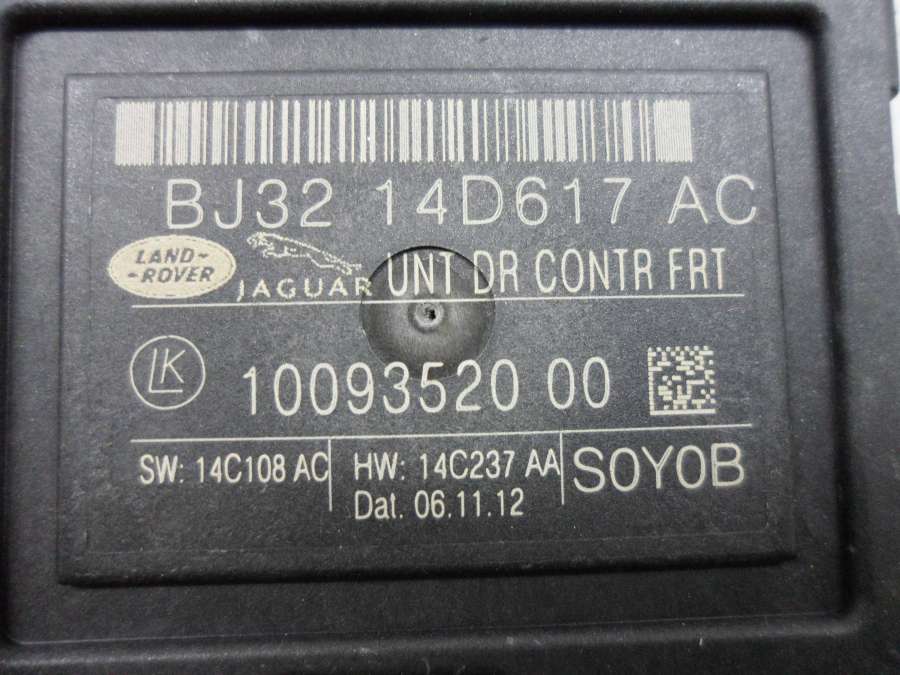 BJ32 14D617 AC
LAND-
-ROVER
JAGUAR UNT DR CONTR FRT
LK 10093520 00
SW: 14C108 AC HW: 14C237 AA S0Y0B
Dat. 06.11.12